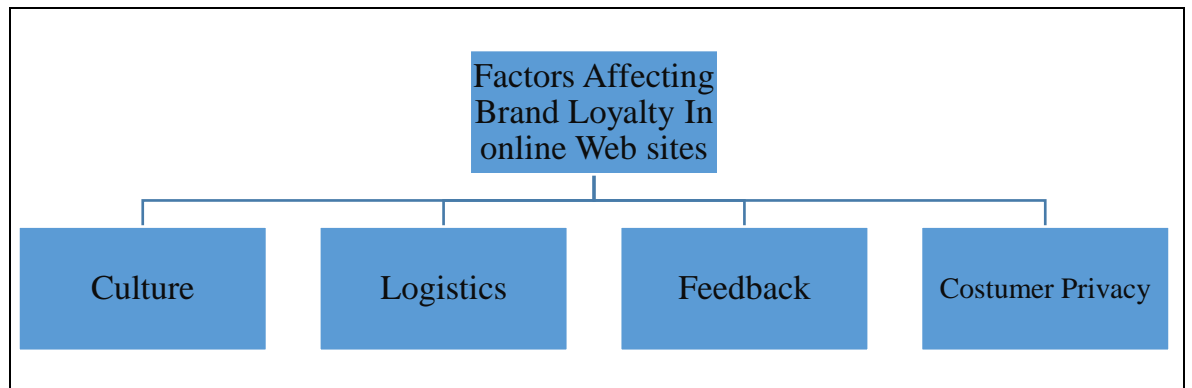 Factors Affecting
Brand Loyalty In
online Web sites
Culture
Logistics
Feedback
Costumer Privacy